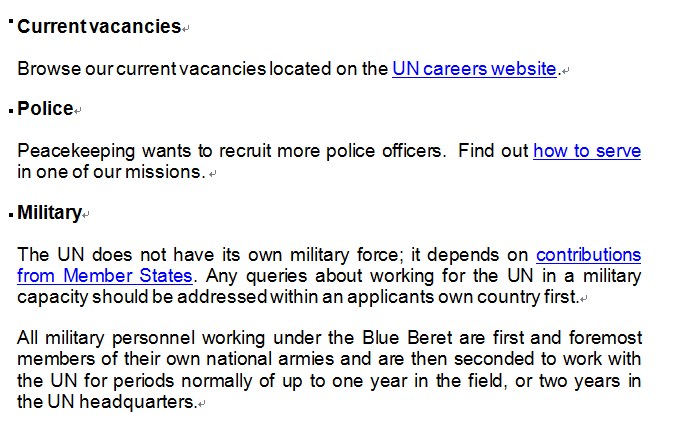 Current vacancies
Browse our current vacancies located on the UN careers website.
Police
Peacekeeping wants to recruit more police officers. Find out how to serve
in one of our missions.
Military
The UN does not have its own military force; it depends on contributions
from Member States. Any queries about working for the UN in a military
capacity should be addressed within an applicants own country first.
All military personnel working under the Blue Beret are first and foremost
members of their own national armies and are then seconded to work with
the UN for periods normally of up to one year in the field, or two years in
the UN headquarters.